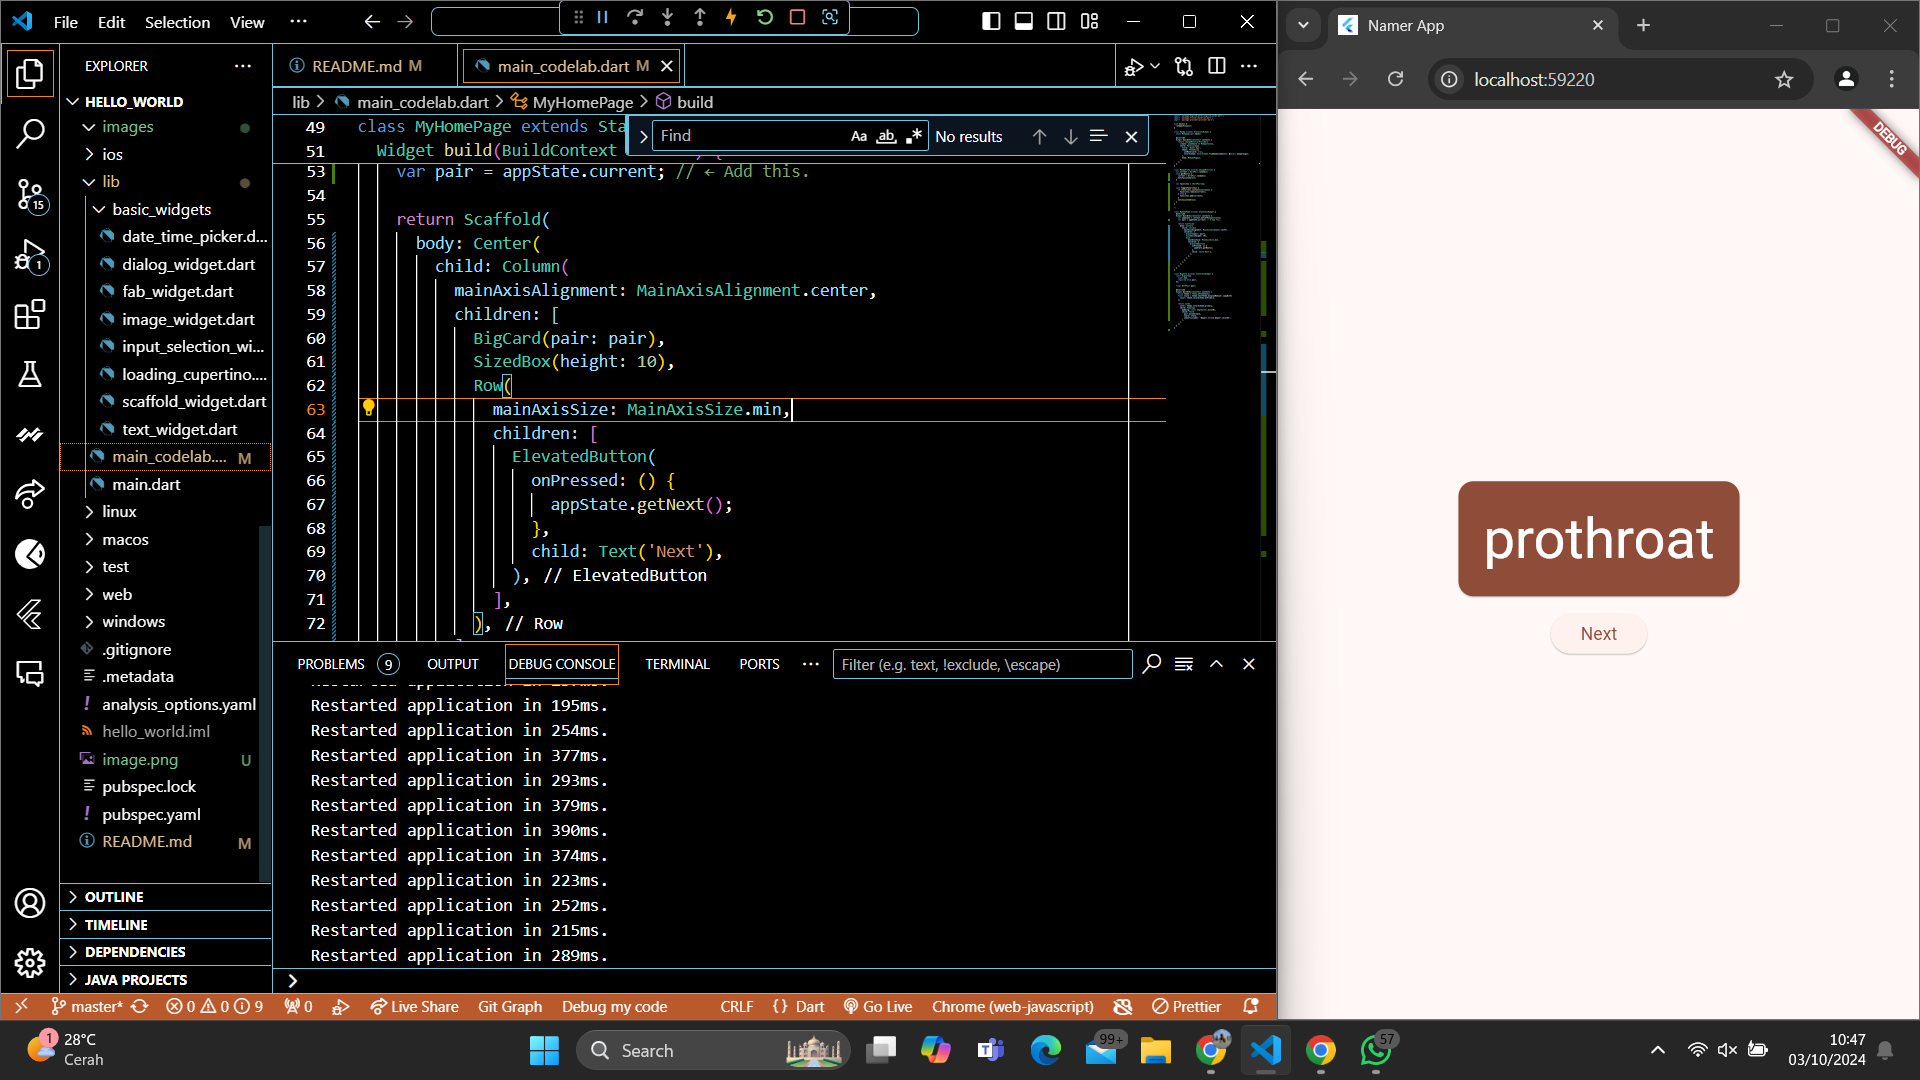 File Edit Selection View
EXPLORER
HELLO_WORLD
images
ios
lib
basic_widgets
date_time_picker.d...
dialog_widget.dart
fab_widget.dart
image_widget.dart
input_selection_wi...
loading_cupertino....
scaffold_widget.dart
text_widget.dart
main_codelab.... M
main.dart
linux
macos
test
web
windows
.gitignore
.metadata
analysis_options.yaml
hello_world.iml
image.png U
pubspec.lock
pubspec.yaml
README.md M
OUTLINE
TIMELINE
DEPENDENCIES
JAVA PROJECTS
15
1
README.md M
main_codelab.dart M
lib > main_codelab.dart > MyHomePage > build
Find
Aa ab .*
No results
49 class MyHomePage extends Sta
51 Widget build(BuildContext
53 var pair = appState.current; // ← Add this.
54
55 return Scaffold(
56 body: Center(
57 child: Column(
58 mainAxisAlignment: MainAxisAlignment.center,
59 children: [
60 BigCard(pair: pair),
61 SizedBox(height: 10),
62 Row(
63 mainAxisSize: MainAxisSize.min,
64 children: [
65 ElevatedButton(
66 onPressed: () {
67 appState.getNext();
68 },
69 child: Text('Next'),
70 ), // ElevatedButton
71 ],
72 ), // Row
PROBLEMS 9 OUTPUT DEBUG CONSOLE TERMINAL PORTS
Filter (e.g. text, !exclude, \escape)
Restarted application in 195ms.
Restarted application in 254ms.
Restarted application in 377ms.
Restarted application in 293ms.
Restarted application in 379ms.
Restarted application in 390ms.
Restarted application in 374ms.
Restarted application in 223ms.
Restarted application in 252ms.
Restarted application in 215ms.
Restarted application in 289ms.
master* 0 0 9 0 Live Share Git Graph Debug my code CRLF {} Dart Go Live Chrome (web-javascript) Prettier
Namer App
localhost:59220
DEBUG
prothroat
Next
1
28°C
Cerah
Search
99+
57
10:47
03/10/2024